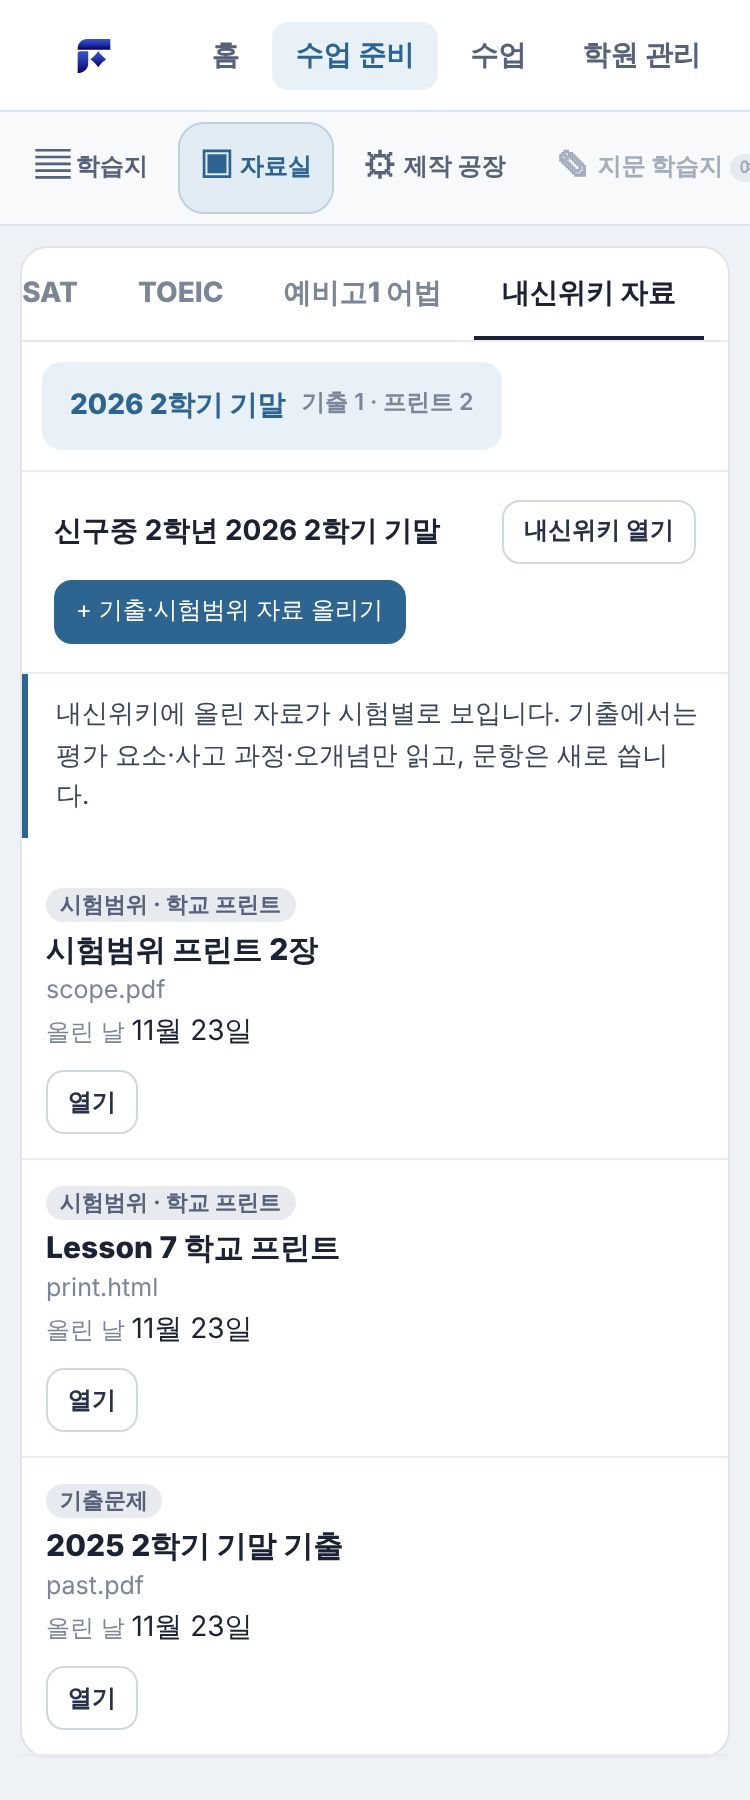 홈 수업 준비 수업 학원 관리
학습지 자료실 제작 공장 지문 학습지
SAT TOEIC 예비고1 어법 내신위키 자료
2026 2학기 기말 기출 1 · 프린트 2
신구중 2학년 2026 2학기 기말 내신위키 열기
+ 기출·시험범위 자료 올리기
내신위키에 올린 자료가 시험별로 보입니다. 기출에서는
평가 요소·사고 과정·오개념만 읽고, 문항은 새로 씁니
다.
시험범위 · 학교 프린트
시험범위 프린트 2장
scope.pdf
올린 날 11월 23일
열기
시험범위 · 학교 프린트
Lesson 7 학교 프린트
print.html
올린 날 11월 23일
열기
기출문제
2025 2학기 기말 기출
past.pdf
올린 날 11월 23일
열기